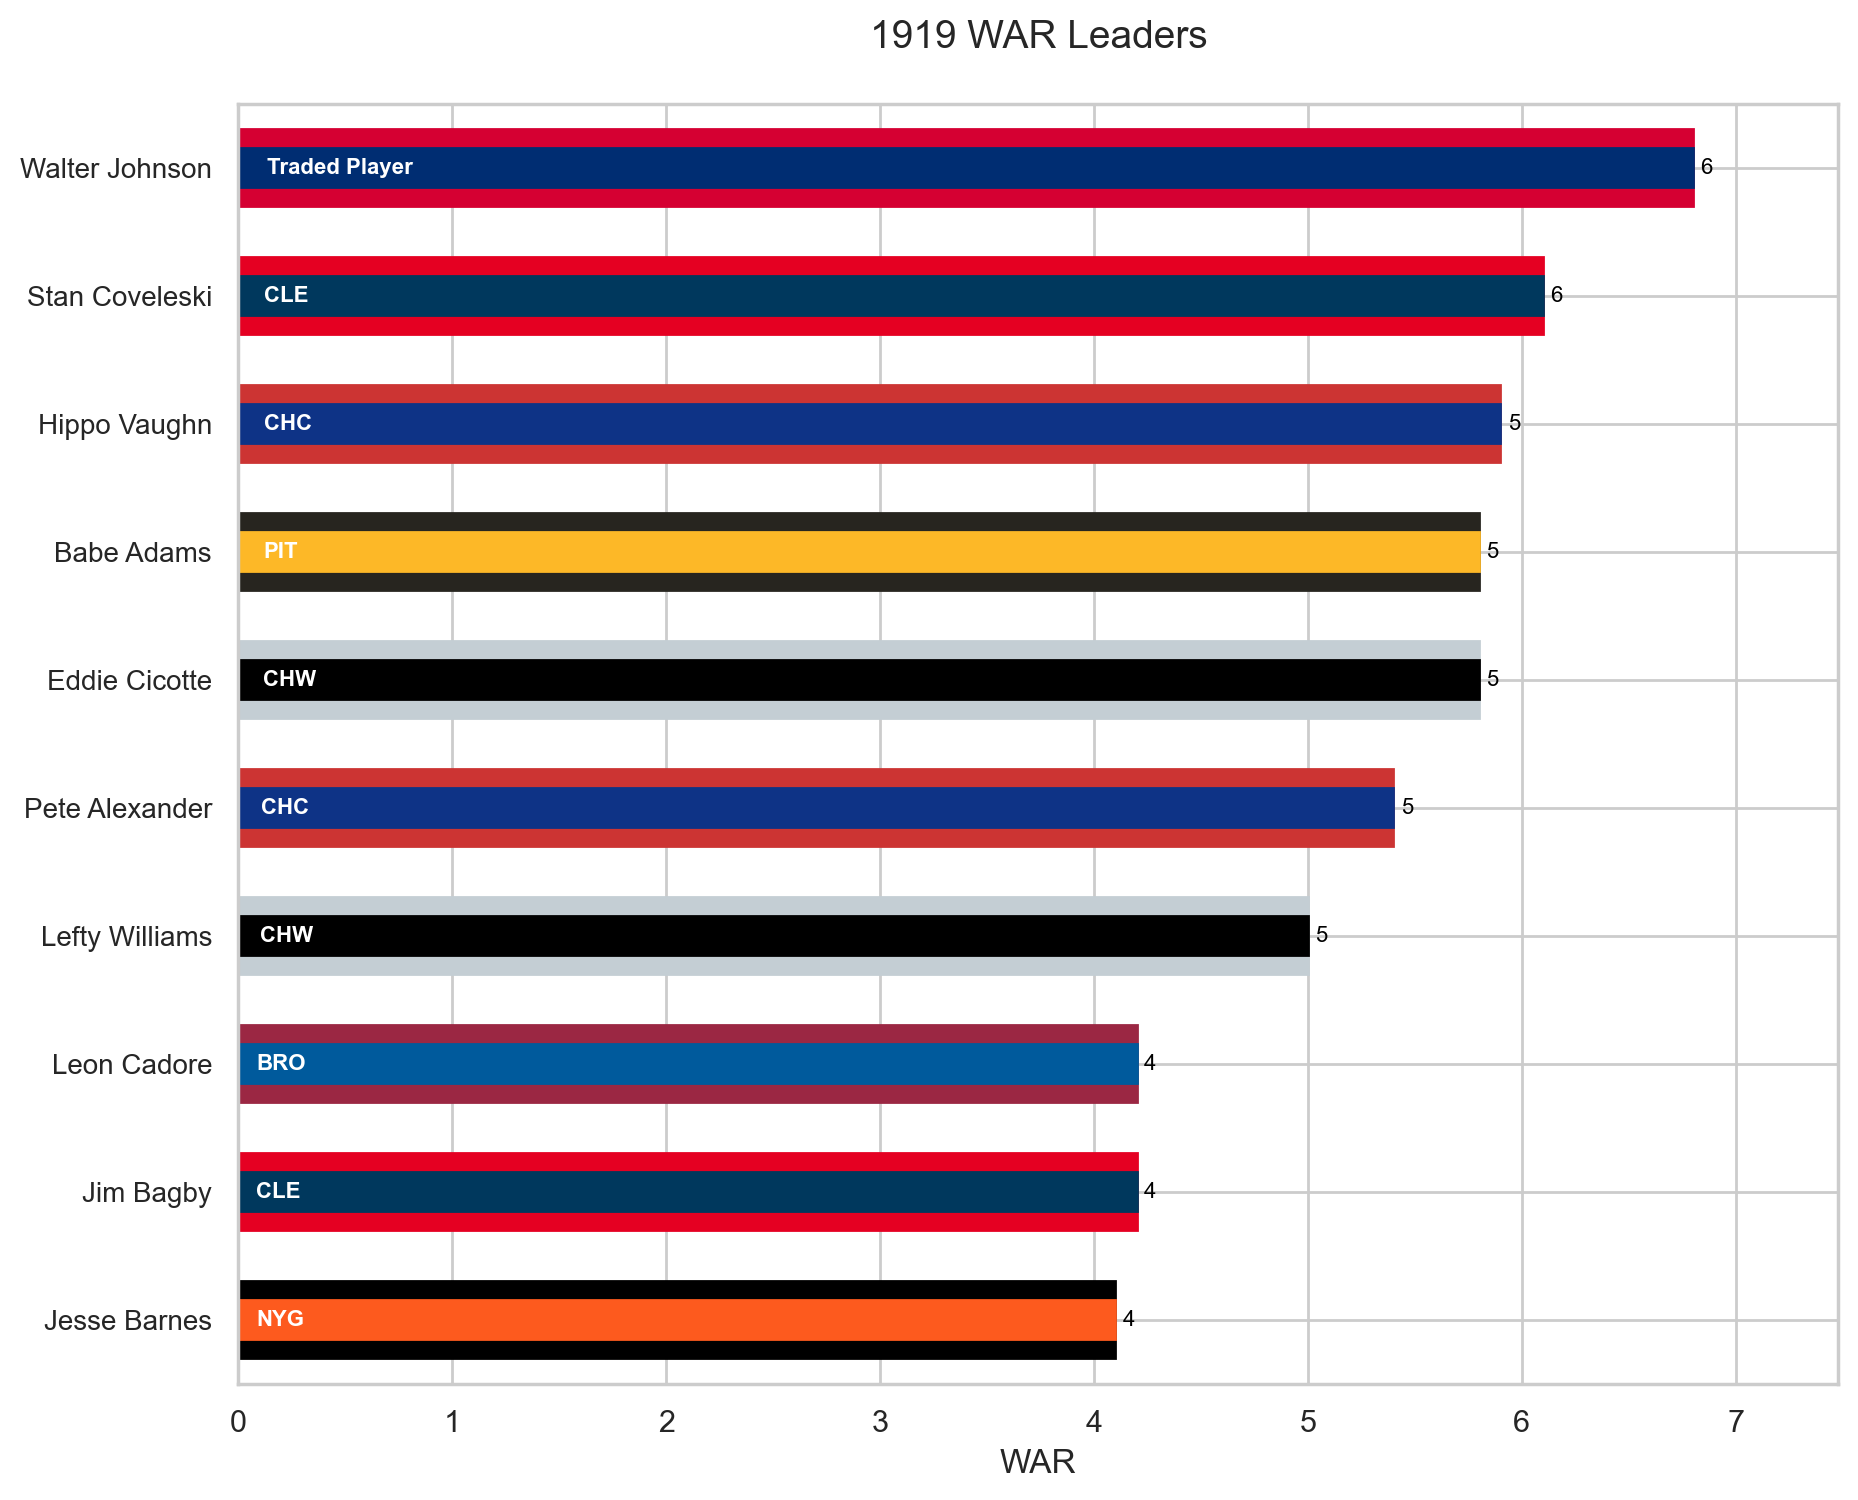 1919 WAR Leaders
Walter Johnson
Traded Player
6
Stan Coveleski
CLE
6
Hippo Vaughn
CHC
5
Babe Adams
PIT
5
Eddie Cicotte
CHW
5
Pete Alexander
CHC
5
Lefty Williams
CHW
5
Leon Cadore
BRO
4
Jim Bagby
CLE
4
Jesse Barnes
NYG
4
0 1 2 3 4 5 6 7
WAR